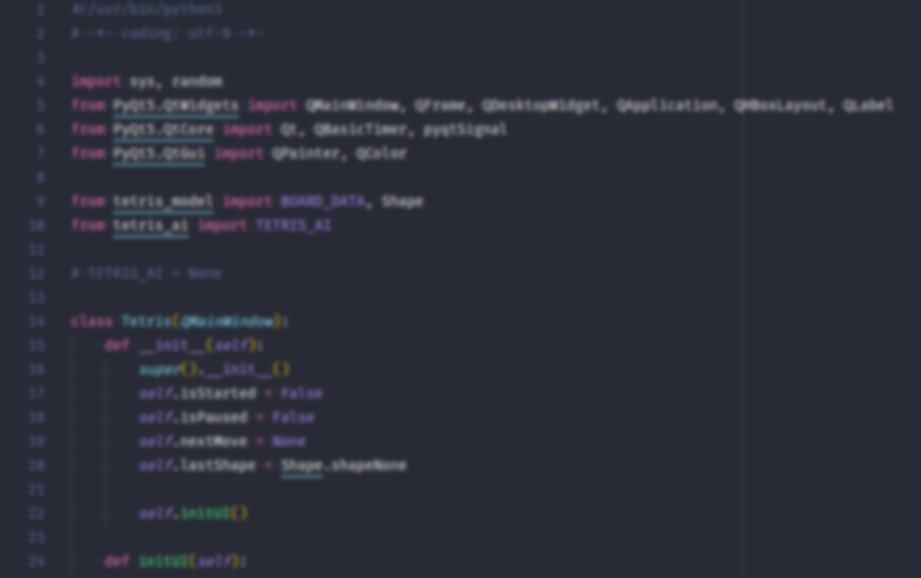 1 #!/usr/bin/python3
2 # -*- coding: utf-8 -*-
3
4 import sys, random
5 from PyQt5.QtWidgets import QMainWindow, QFrame, QDesktopWidget, QApplication, QHBoxLayout, QLabel
6 from PyQt5.QtCore import Qt, QBasicTimer, pyqtSignal
7 from PyQt5.QtGui import QPainter, QColor
8
9 from tetris_model import BOARD_DATA, Shape
10 from tetris_ai import TETRIS_AI
11
12 # TETRIS_AI = None
13
14 class Tetris(QMainWindow):
15     def __init__(self):
16         super().__init__()
17         self.isStarted = False
18         self.isPaused = False
19         self.nextMove = None
20         self.lastShape = Shape.shapeNone
21
22         self.initUI()
23
24     def initUI(self):